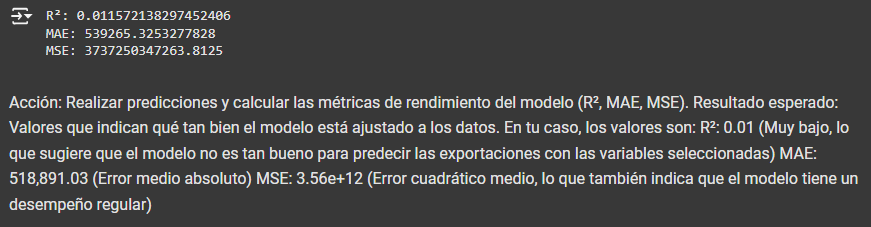 R²: 0.011572138297452406
MAE: 539265.3253277828
MSE: 3737250347263.8125
Acción: Realizar predicciones y calcular las métricas de rendimiento del modelo (R², MAE, MSE). Resultado esperado:
Valores que indican qué tan bien el modelo está ajustado a los datos. En tu caso, los valores son: R²: 0.01 (Muy bajo, lo
que sugiere que el modelo no es tan bueno para predecir las exportaciones con las variables seleccionadas) MAE:
518,891.03 (Error medio absoluto) MSE: 3.56e+12 (Error cuadrático medio, lo que también indica que el modelo tiene un
desempeño regular)